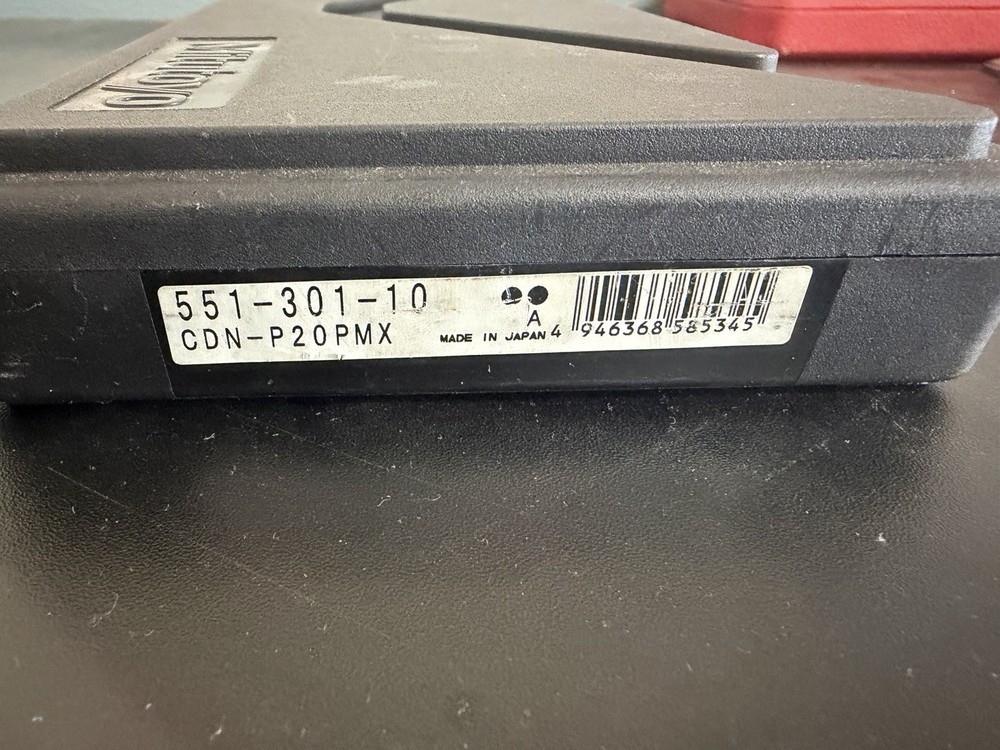 Mitutoyo
551-301-10
CDN-P20PMX
A
MADE IN JAPAN
4 946368 585345